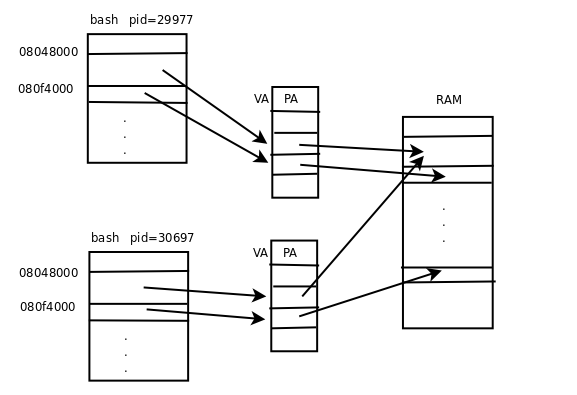 bash pid=29977
08048000
080f4000
VA PA
RAM
.
.
.
.
.
.
bash pid=30697
VA PA
08048000
080f4000
.
.
.